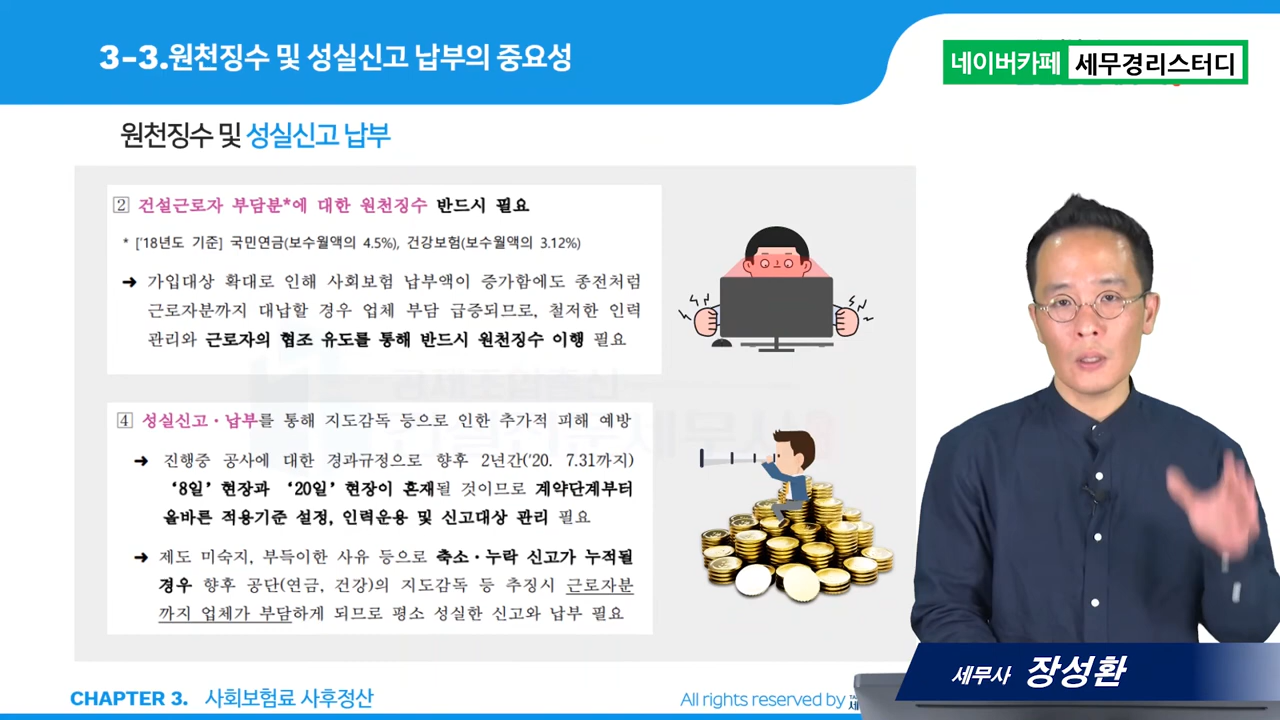 3-3.원천징수 및 성실신고 납부의 중요성
네이버카페 세무경리스터디
원천징수 및 성실신고 납부
2 건설근로자 부담분*에 대한 원천징수 반드시 필요
* ['18년도 기준] 국민연금(보수월액의 4.5%), 건강보험(보수월액의 3.12%)
➔ 가입대상 확대로 인해 사회보험 납부액이 증가함에도 종전처럼
근로자분까지 대납할 경우 업체 부담 급증되므로, 철저한 인력
관리와 근로자의 협조 유도를 통해 반드시 원천징수 이행 필요
4 성실신고·납부를 통해 지도감독 등으로 인한 추가적 피해 예방
➔ 진행중 공사에 대한 경과규정으로 향후 2년간('20. 7.31까지)
‘8일’ 현장과 ‘20일’ 현장이 혼재될 것이므로 계약단계부터
올바른 적용기준 설정, 인력운용 및 신고대상 관리 필요
➔ 제도 미숙지, 부득이한 사유 등으로 축소·누락 신고가 누적될
경우 향후 공단(연금, 건강)의 지도감독 등 추징시 근로자분
까지 업체가 부담하게 되므로 평소 성실한 신고와 납부 필요
세무사 장성환
CHAPTER 3. 사회보험료 사후정산
All rights reserved by